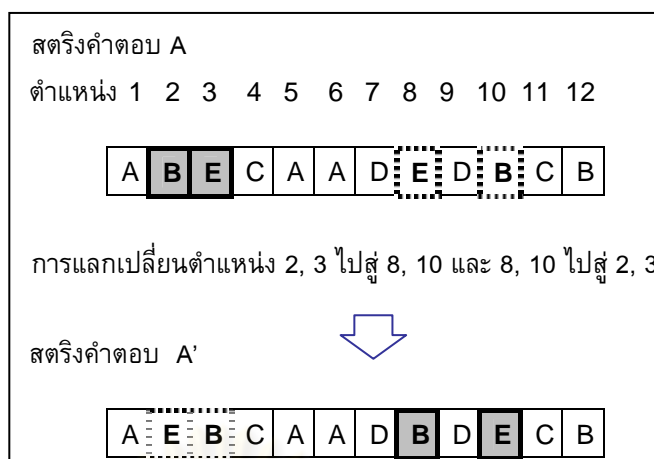 สตริงคำตอบ A
ตำแหน่ง 1 2 3 4 5 6 7 8 9 10 11 12
A B E C A A D E D B C B
การแลกเปลี่ยนตำแหน่ง 2, 3 ไปสู่ 8, 10 และ 8, 10 ไปสู่ 2, 3
สตริงคำตอบ A’
A E B C A A D B D E C B